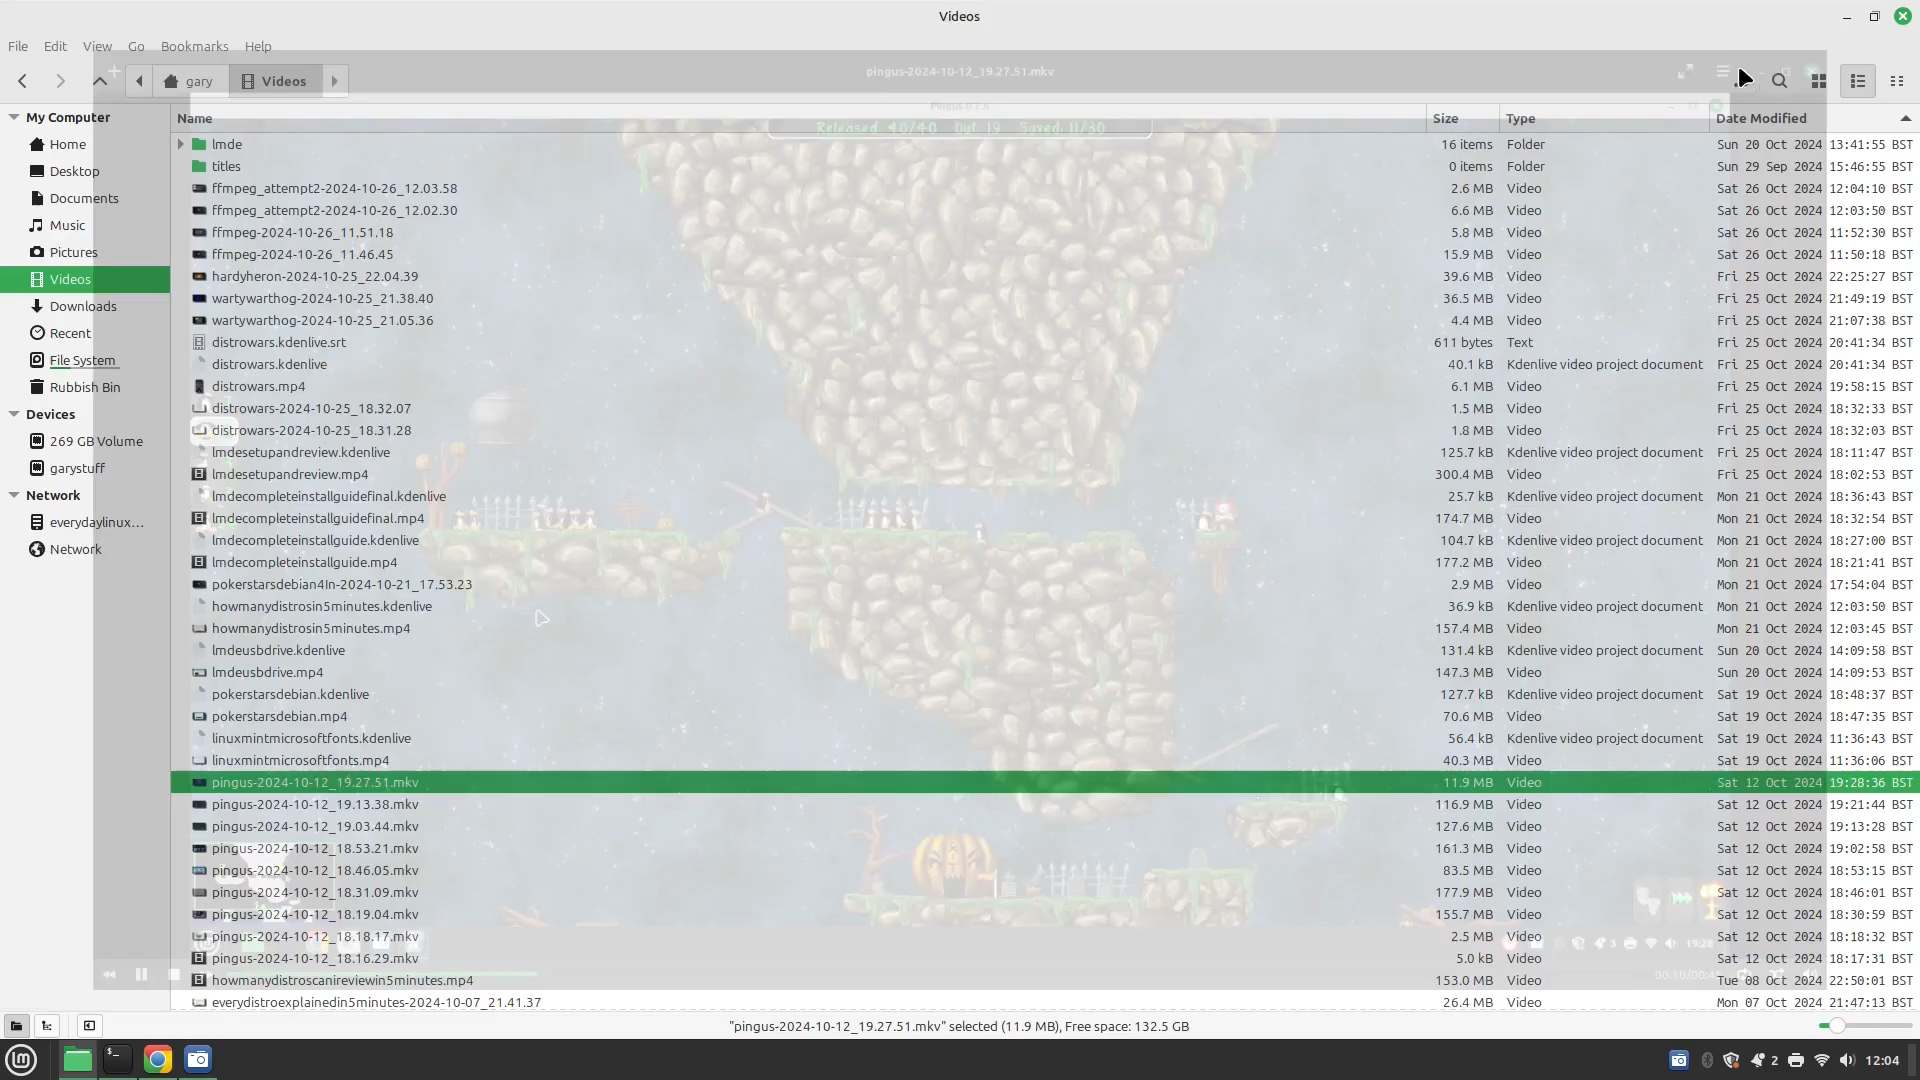 Videos
File Edit View Go Bookmarks Help
gary Videos
pingus-2024-10-12_19.27.51.mkv
Pingus 0.7.6
Released 40/40 Out 19 Saved 11/30
My Computer
Home
Desktop
Documents
Music
Pictures
Videos
Downloads
Recent
File System
Rubbish Bin
Devices
269 GB Volume
garystuff
Network
everydaylinux...
Network
Name Size Type Date Modified
lmde 16 items Folder Sun 20 Oct 2024 13:41:55 BST
titles 0 items Folder Sun 29 Sep 2024 15:46:55 BST
ffmpeg_attempt2-2024-10-26_12.03.58 2.6 MB Video Sat 26 Oct 2024 12:04:10 BST
ffmpeg_attempt2-2024-10-26_12.02.30 6.6 MB Video Sat 26 Oct 2024 12:03:50 BST
ffmpeg-2024-10-26_11.51.18 5.8 MB Video Sat 26 Oct 2024 11:52:30 BST
ffmpeg-2024-10-26_11.46.45 15.9 MB Video Sat 26 Oct 2024 11:50:18 BST
hardyheron-2024-10-25_22.04.39 39.6 MB Video Fri 25 Oct 2024 22:25:27 BST
wartywarthog-2024-10-25_21.38.40 36.5 MB Video Fri 25 Oct 2024 21:49:19 BST
wartywarthog-2024-10-25_21.05.36 4.4 MB Video Fri 25 Oct 2024 21:07:38 BST
distrowars.kdenlive.srt 611 bytes Text Fri 25 Oct 2024 20:41:34 BST
distrowars.kdenlive 40.1 kB Kdenlive video project document Fri 25 Oct 2024 20:41:34 BST
distrowars.mp4 6.1 MB Video Fri 25 Oct 2024 19:58:15 BST
distrowars-2024-10-25_18.32.07 1.5 MB Video Fri 25 Oct 2024 18:32:33 BST
distrowars-2024-10-25_18.31.28 1.8 MB Video Fri 25 Oct 2024 18:32:03 BST
lmdesetupandreview.kdenlive 125.7 kB Kdenlive video project document Fri 25 Oct 2024 18:11:47 BST
lmdesetupandreview.mp4 300.4 MB Video Fri 25 Oct 2024 18:02:53 BST
lmdecompleteinstallguidefinal.kdenlive 25.7 kB Kdenlive video project document Mon 21 Oct 2024 18:36:43 BST
lmdecompleteinstallguidefinal.mp4 174.7 MB Video Mon 21 Oct 2024 18:32:54 BST
lmdecompleteinstallguide.kdenlive 104.7 kB Kdenlive video project document Mon 21 Oct 2024 18:27:00 BST
lmdecompleteinstallguide.mp4 177.2 MB Video Mon 21 Oct 2024 18:21:41 BST
pokerstarsdebian4In-2024-10-21_17.53.23 2.9 MB Video Mon 21 Oct 2024 17:54:04 BST
howmanydistrosin5minutes.kdenlive 36.9 kB Kdenlive video project document Mon 21 Oct 2024 12:03:50 BST
howmanydistrosin5minutes.mp4 157.4 MB Video Mon 21 Oct 2024 12:03:45 BST
lmdeusbdrive.kdenlive 131.4 kB Kdenlive video project document Sun 20 Oct 2024 14:09:58 BST
lmdeusbdrive.mp4 147.3 MB Video Sun 20 Oct 2024 14:09:53 BST
pokerstarsdebian.kdenlive 127.7 kB Kdenlive video project document Sat 19 Oct 2024 18:48:37 BST
pokerstarsdebian.mp4 70.6 MB Video Sat 19 Oct 2024 18:47:35 BST
linuxmintmicrosoftfonts.kdenlive 56.4 kB Kdenlive video project document Sat 19 Oct 2024 11:36:43 BST
linuxmintmicrosoftfonts.mp4 40.3 MB Video Sat 19 Oct 2024 11:36:06 BST
pingus-2024-10-12_19.27.51.mkv 11.9 MB Video Sat 12 Oct 2024 19:28:36 BST
pingus-2024-10-12_19.13.38.mkv 116.9 MB Video Sat 12 Oct 2024 19:21:44 BST
pingus-2024-10-12_19.03.44.mkv 127.6 MB Video Sat 12 Oct 2024 19:13:28 BST
pingus-2024-10-12_18.53.21.mkv 161.3 MB Video Sat 12 Oct 2024 19:02:58 BST
pingus-2024-10-12_18.46.05.mkv 83.5 MB Video Sat 12 Oct 2024 18:53:15 BST
pingus-2024-10-12_18.31.09.mkv 177.9 MB Video Sat 12 Oct 2024 18:46:01 BST
pingus-2024-10-12_18.19.04.mkv 155.7 MB Video Sat 12 Oct 2024 18:30:59 BST
pingus-2024-10-12_18.18.17.mkv 2.5 MB Video Sat 12 Oct 2024 18:18:32 BST
19:28
pingus-2024-10-12_18.16.29.mkv 5.0 kB Video Sat 12 Oct 2024 18:17:31 BST
howmanydistroscanireviewin5minutes.mp4 153.0 MB Video Tue 08 Oct 2024 22:50:01 BST
everydistroexplainedin5minutes-2024-10-07_21.41.37 26.4 MB Video Mon 07 Oct 2024 21:47:13 BST
"pingus-2024-10-12_19.27.51.mkv" selected (11.9 MB), Free space: 132.5 GB
2 12:04